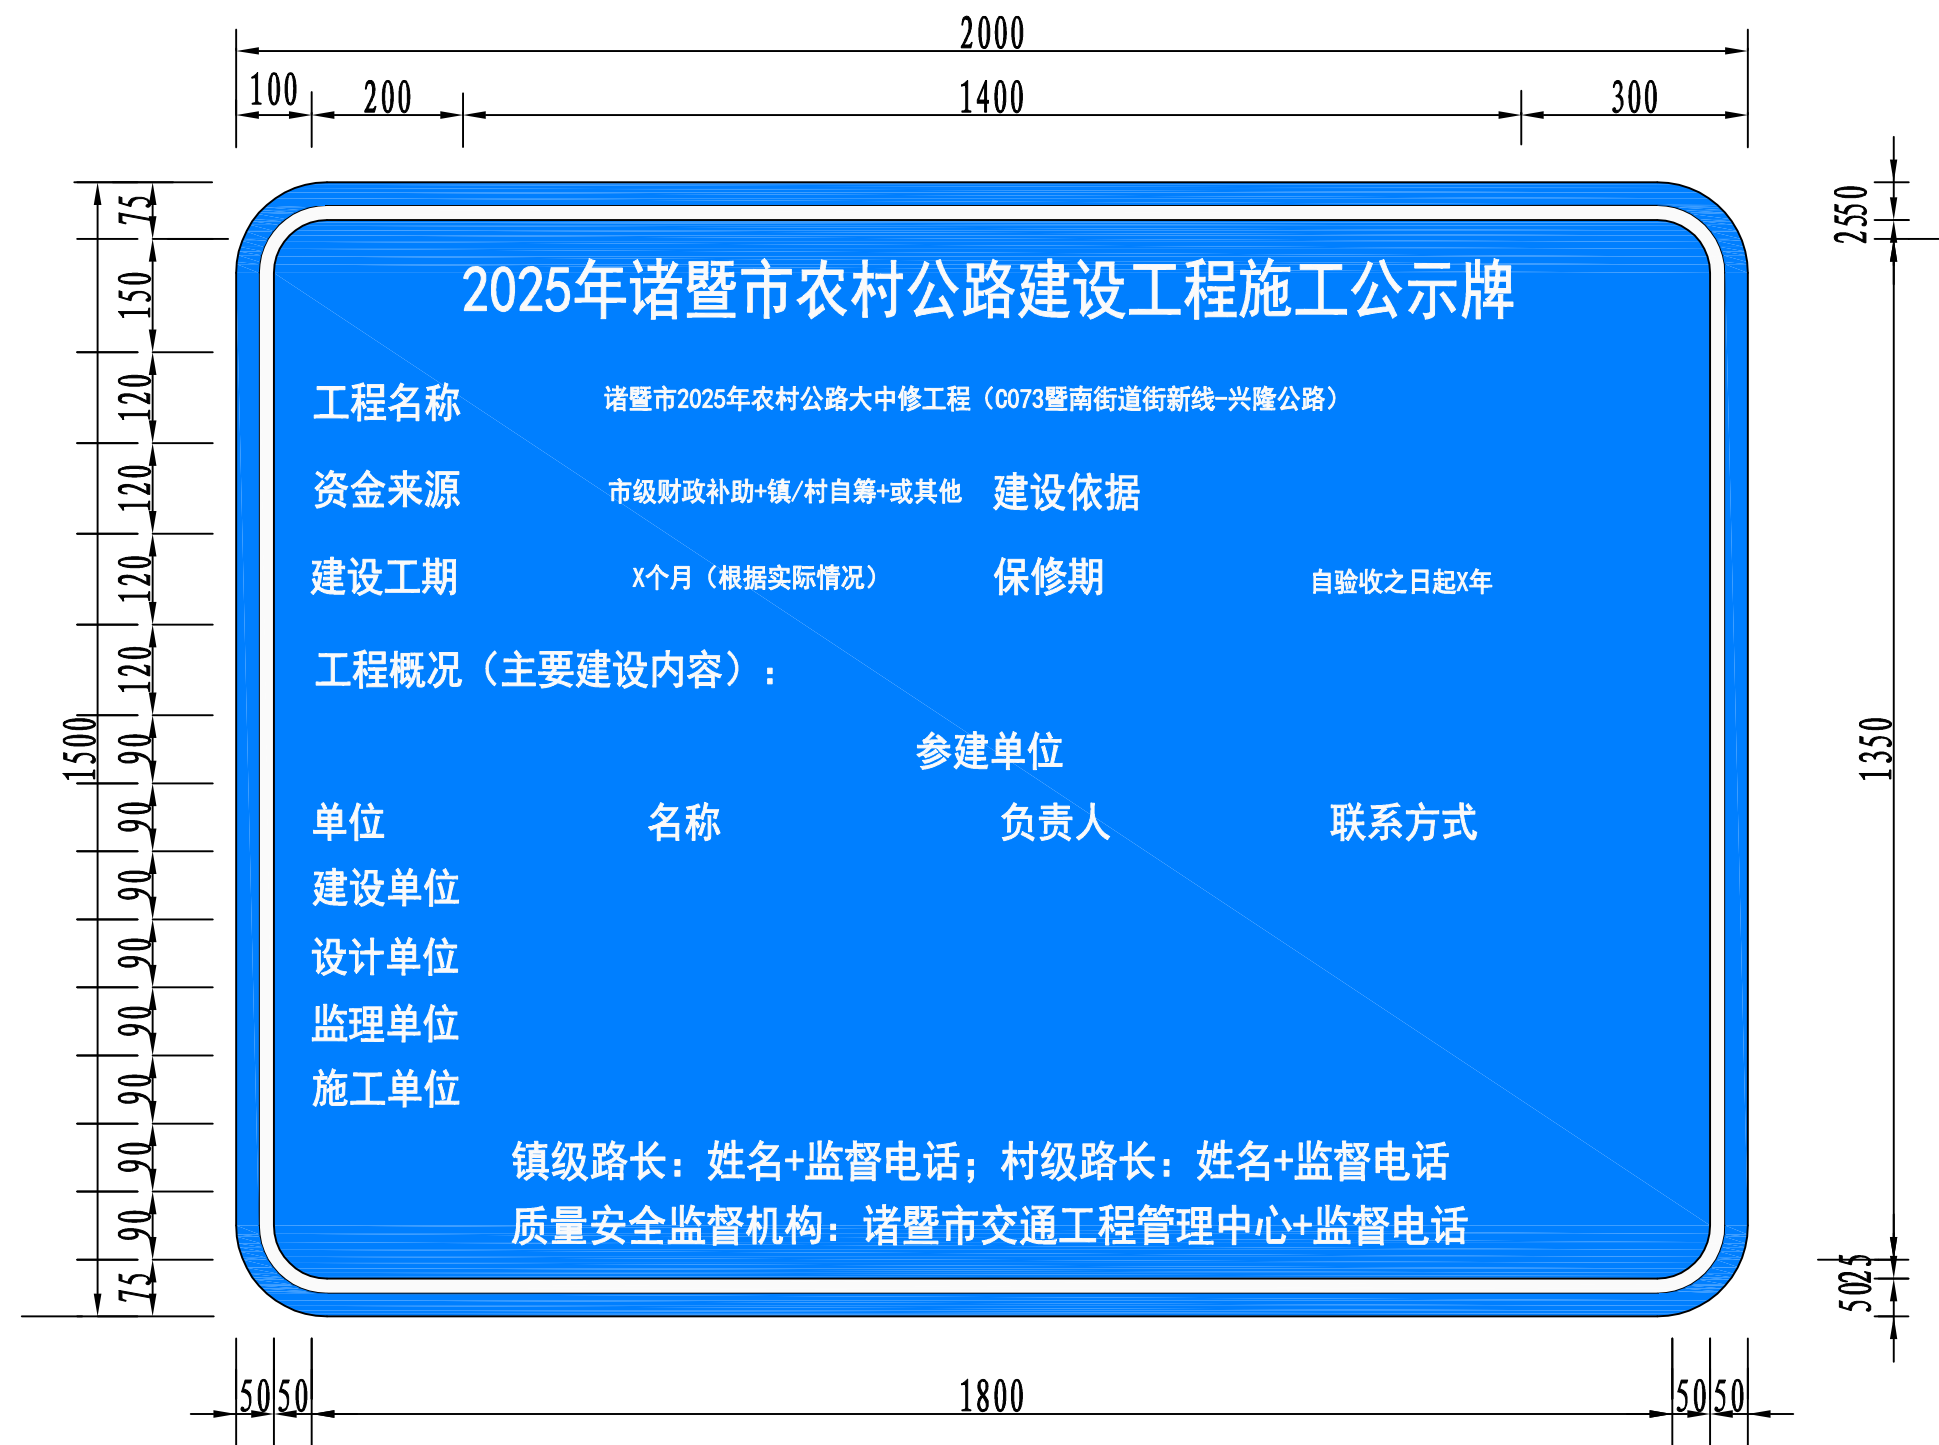 2000
100 200 1400 300
2025年诸暨市农村公路建设工程施工公示牌
工程名称 诸暨市2025年农村公路大中修工程（C073暨南街道街新线-兴隆公路）
资金来源 市级财政补助+镇/村自筹+或其他 建设依据
建设工期 X个月（根据实际情况） 保修期 自验收之日起X年
工程概况（主要建设内容）：
参建单位
单位 名称 负责人 联系方式
建设单位
设计单位
监理单位
施工单位
镇级路长：姓名+监督电话；村级路长：姓名+监督电话
质量安全监督机构：诸暨市交通工程管理中心+监督电话
1500
75
150
120
120
120
120
90
90
90
90
90
90
90
90
75
50
25
1350
25
50
50 50 1800 50 50